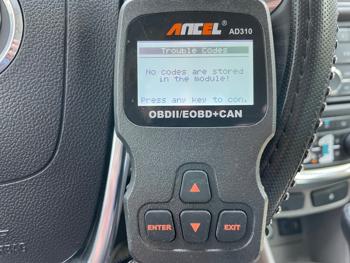 ANCEL
AD310
Trouble Codes
No codes are stored
in the module!
Press any key to con.
OBDII/EOBD+CAN
ENTER
EXIT